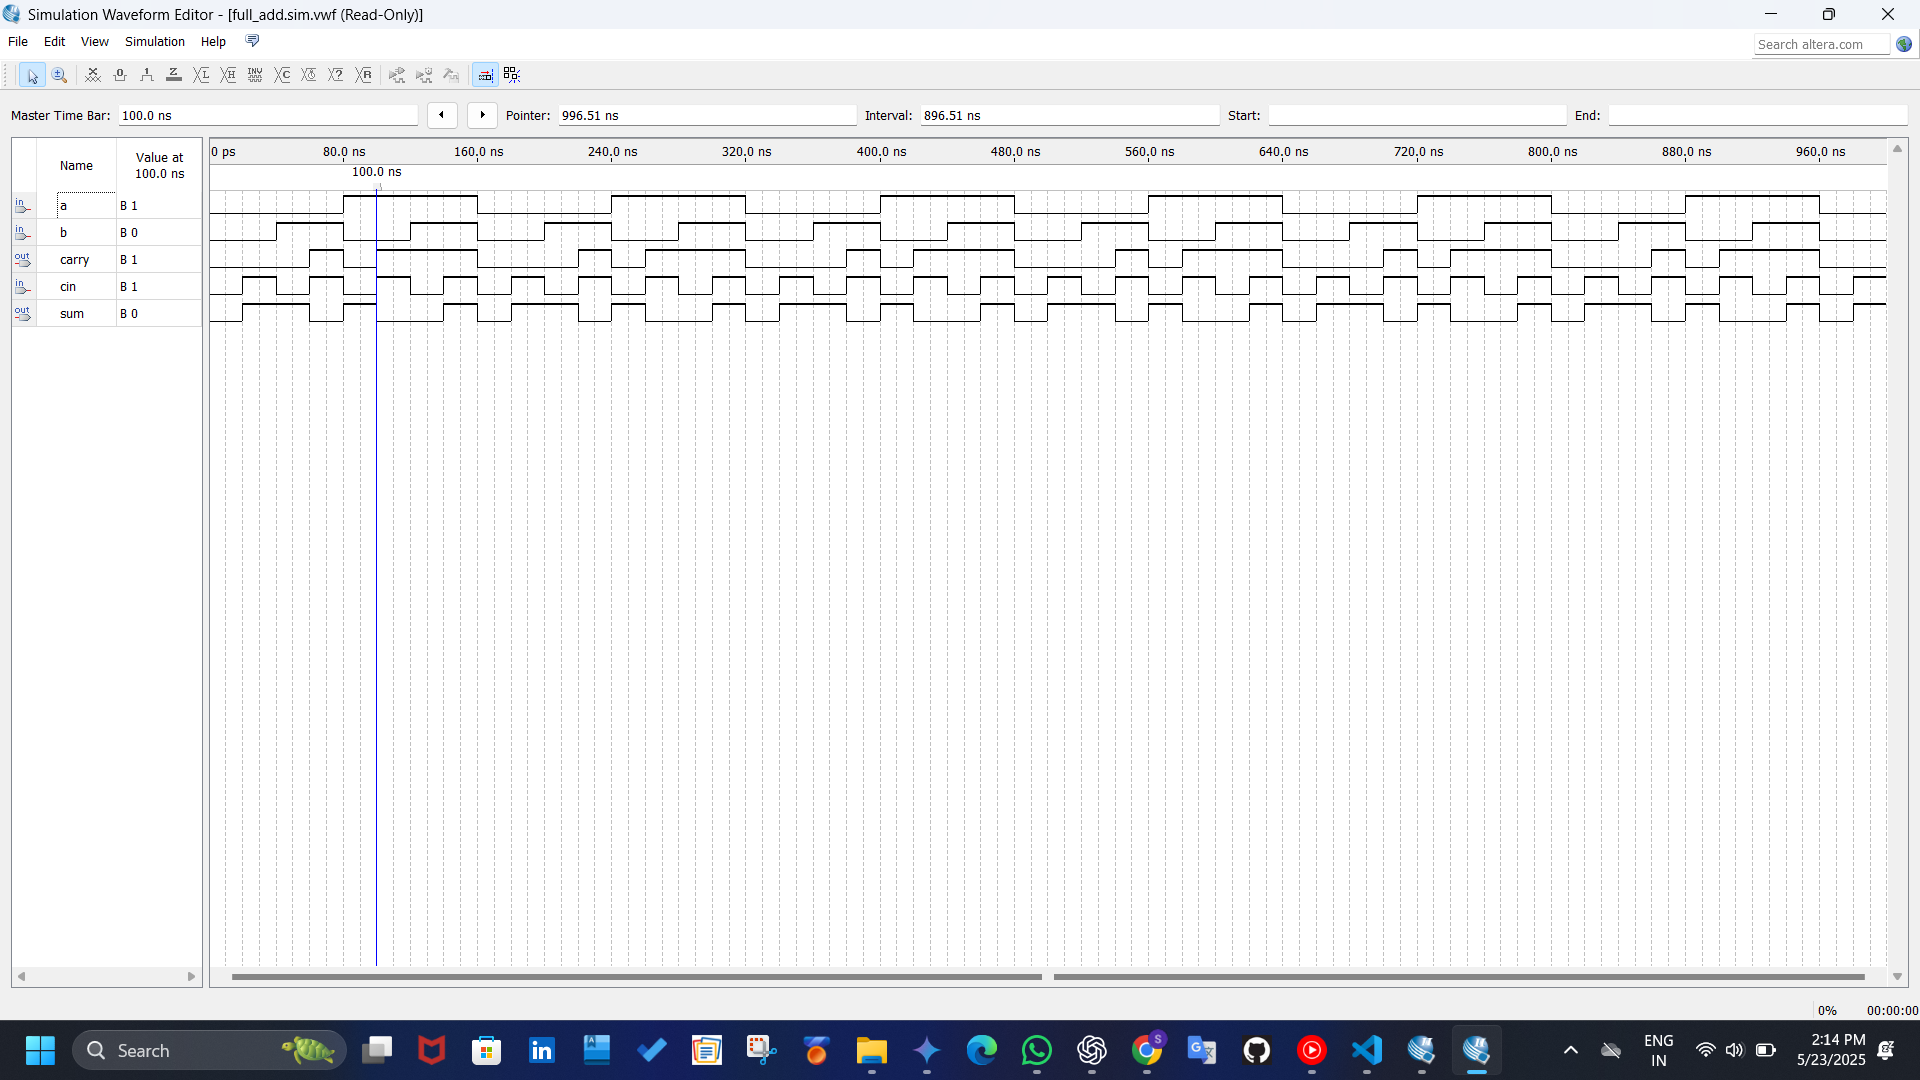 Simulation Waveform Editor - [full_add.sim.vwf (Read-Only)]
File Edit View Simulation Help
Search altera.com
Master Time Bar: 100.0 ns Pointer: 996.51 ns Interval: 896.51 ns Start: End:
Name Value at 100.0 ns
0 ps 80.0 ns 160.0 ns 240.0 ns 320.0 ns 400.0 ns 480.0 ns 560.0 ns 640.0 ns 720.0 ns 800.0 ns 880.0 ns 960.0 ns
100.0 ns
in a B 1
in b B 0
out carry B 1
in cin B 1
out sum B 0
0% 00:00:00
Search
ENG
IN
2:14 PM
5/23/2025